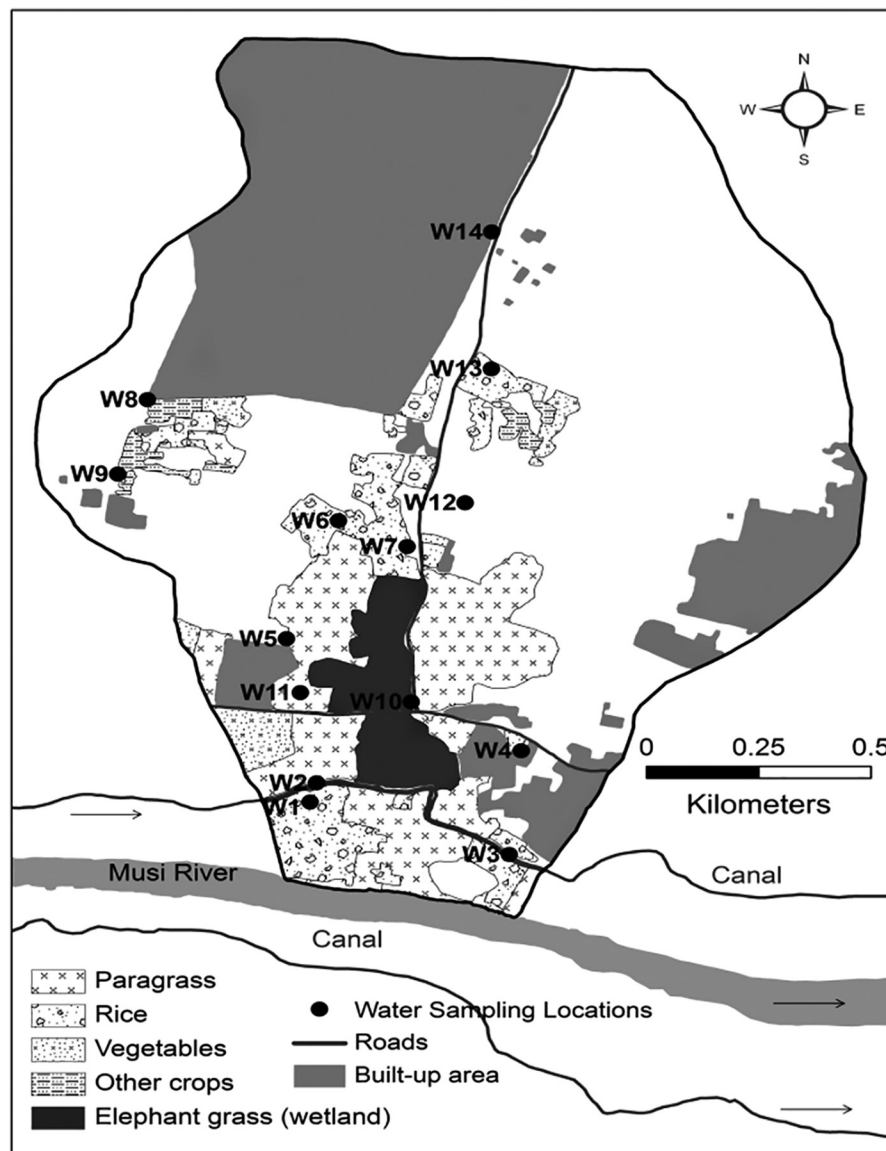 N
W E
S
W14
W13
W8
W9
W12
W6
W7
W5
W11
W10
W4
W2
W1
W3
0 0.25 0.5
Kilometers
Musi River
Canal
Canal
Paragrass
Rice
Vegetables
Other crops
Elephant grass (wetland)
Water Sampling Locations
Roads
Built-up area